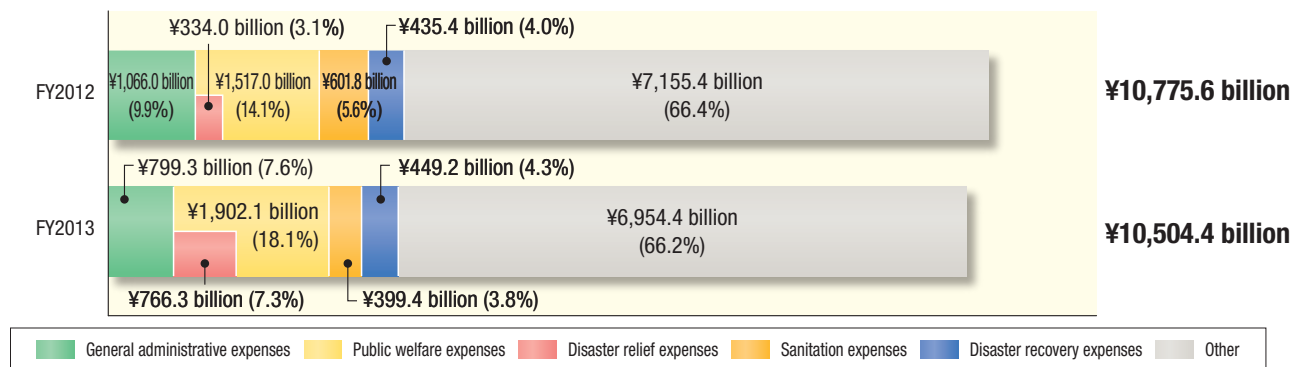 ¥334.0 billion (3.1%)
¥435.4 billion (4.0%)
FY2012
¥1,066.0 billion
(9.9%)
¥1,517.0 billion
(14.1%)
¥601.8 billion
(5.6%)
¥7,155.4 billion
(66.4%)
¥10,775.6 billion
¥799.3 billion (7.6%)
¥449.2 billion (4.3%)
FY2013
¥1,902.1 billion
(18.1%)
¥6,954.4 billion
(66.2%)
¥10,504.4 billion
¥766.3 billion (7.3%)
¥399.4 billion (3.8%)
General administrative expenses
Public welfare expenses
Disaster relief expenses
Sanitation expenses
Disaster recovery expenses
Other